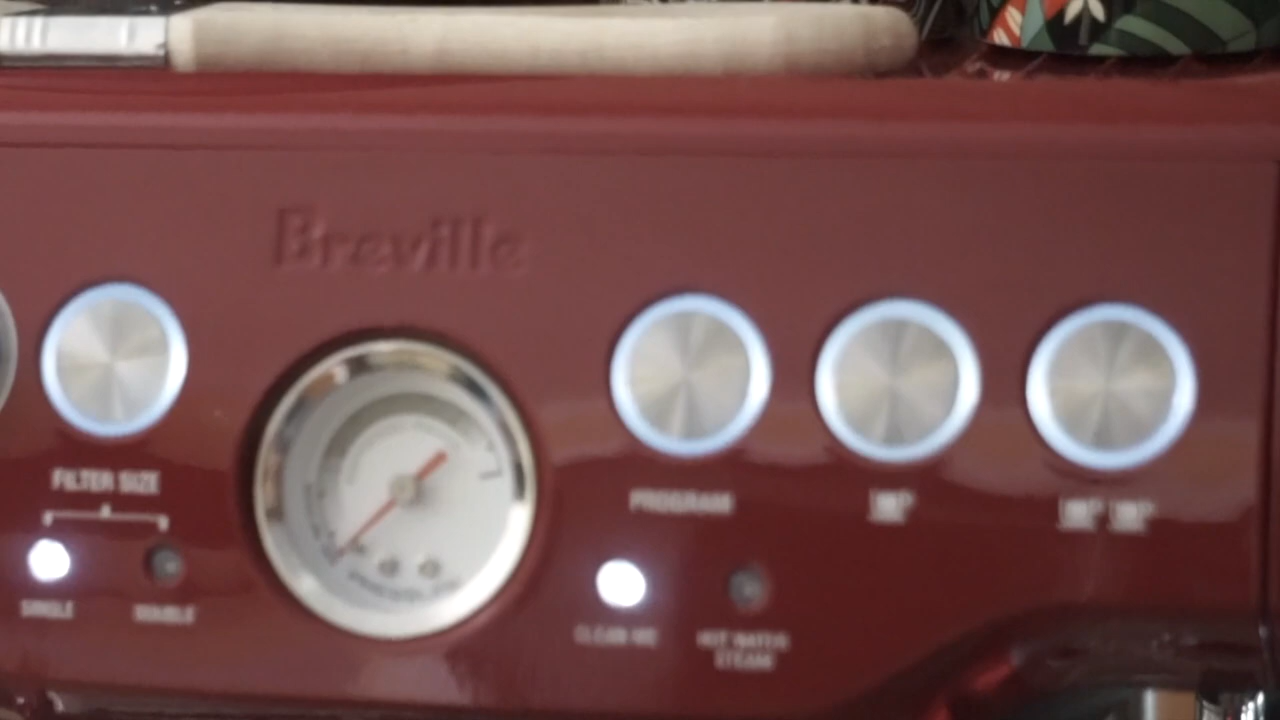 Breville
FILTER SIZE
SINGLE
DOUBLE
PROGRAM
CLEAN ME
HOT WATER
STEAM